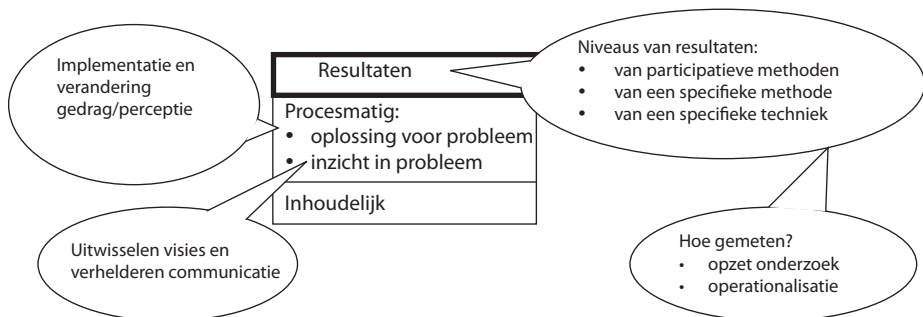 Implementatie en
verandering
gedrag/perceptie
Resultaten
Procesmatig:
• oplossing voor probleem
• inzicht in probleem
Inhoudelijk
Niveaus van resultaten:
• van participatieve methoden
• van een specifieke methode
• van een specifieke techniek
Uitwisselen visies en
verhelderen communicatie
Hoe gemeten?
• opzet onderzoek
• operationalisatie